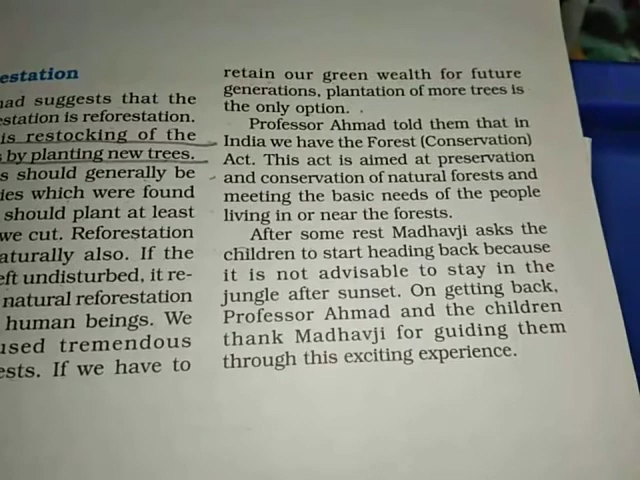 estation
ad suggests that the
estation is reforestation.
is restocking of the
by planting new trees.
s should generally be
ies which were found
should plant at least
we cut. Reforestation
aturally also. If the
eft undisturbed, it re-
natural reforestation
human beings. We
used tremendous
ests. If we have to
retain our green wealth for future
generations, plantation of more trees is
the only option.
Professor Ahmad told them that in
India we have the Forest (Conservation)
Act. This act is aimed at preservation
and conservation of natural forests and
meeting the basic needs of the people
living in or near the forests.
After some rest Madhavji asks the
children to start heading back because
it is not advisable to stay in the
jungle after sunset. On getting back,
Professor Ahmad and the children
thank Madhavji for guiding them
through this exciting experience.